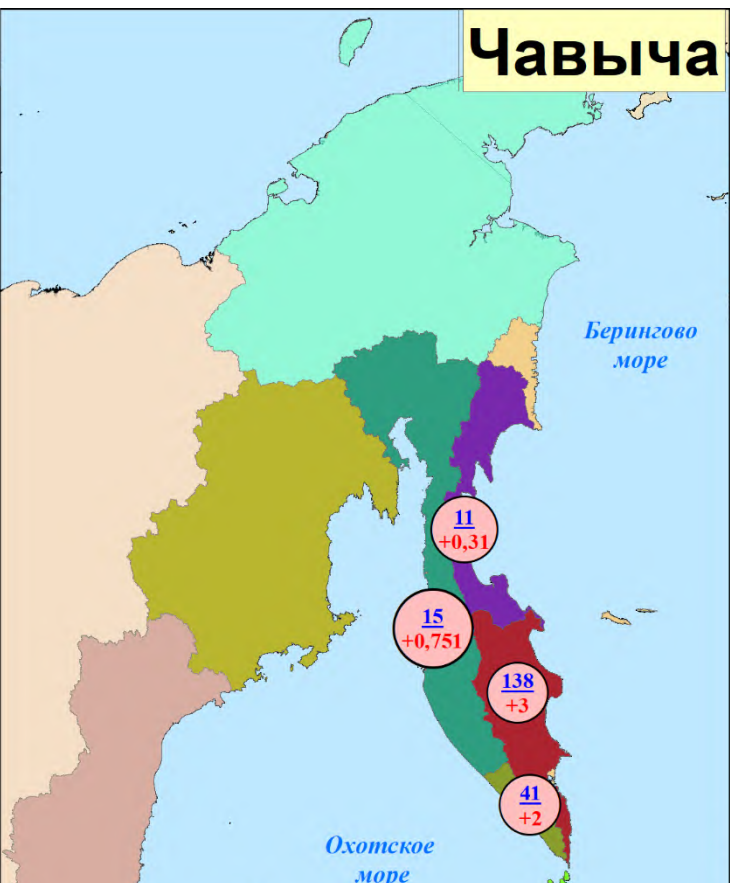 Чавыча
Берингово
море
11
+0,31
15
+0,751
138
+3
41
+2
Охотское
море